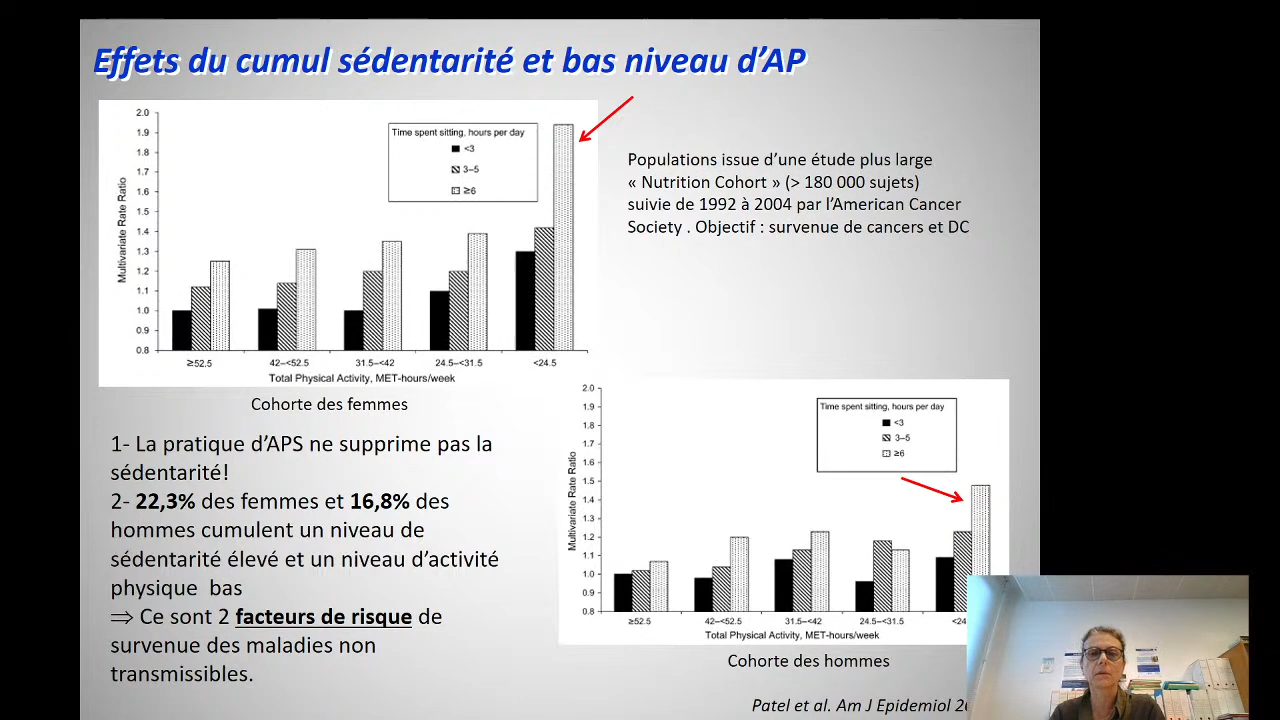 Effets du cumul sédentarité et bas niveau d’AP
2.0
1.9
1.8
1.7
1.6
1.5
1.4
1.3
1.2
1.1
1.0
0.9
0.8
Multivariate Rate Ratio
Time spent sitting, hours per day
<3
3–5
≥6
≥52.5 42–<52.5 31.5–<42 24.5–<31.5 <24.5
Total Physical Activity, MET-hours/week
Cohorte des femmes
Populations issue d’une étude plus large
« Nutrition Cohort » (> 180 000 sujets)
suivie de 1992 à 2004 par l’American Cancer
Society . Objectif : survenue de cancers et DC
1- La pratique d’APS ne supprime pas la
sédentarité!
2- 22,3% des femmes et 16,8% des
hommes cumulent un niveau de
sédentarité élevé et un niveau d’activité
physique bas
⇒ Ce sont 2 facteurs de risque de
survenue des maladies non
transmissibles.
2.0
1.9
1.8
1.7
1.6
1.5
1.4
1.3
1.2
1.1
1.0
0.9
0.8
Multivariate Rate Ratio
Time spent sitting, hours per day
<3
3–5
≥6
≥52.5 42–<52.5 31.5–<42 24.5–<31.5 <24
Total Physical Activity, MET-hours/week
Cohorte des hommes
Patel et al. Am J Epidemiol